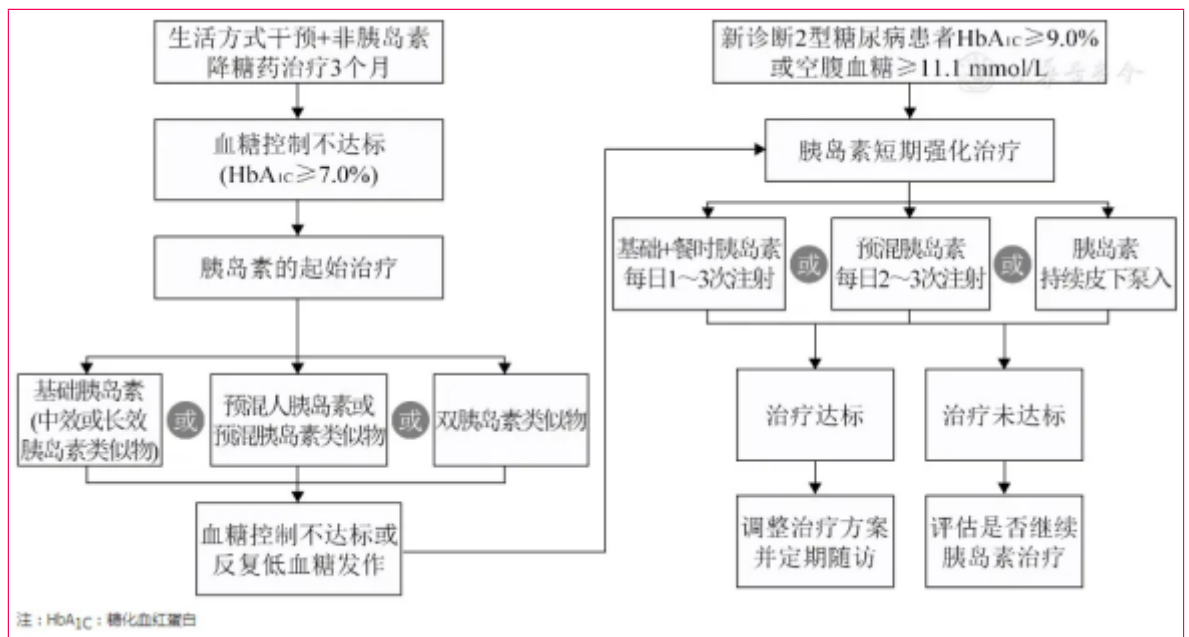 生活方式干预+非胰岛素
降糖药治疗3个月
血糖控制不达标
(HbA1C≥7.0%)
胰岛素的起始治疗
基础胰岛素
(中效或长效
胰岛素类似物)
或
预混人胰岛素或
预混胰岛素类似物
或
双胰岛素类似物
血糖控制不达标或
反复低血糖发作
新诊断2型糖尿病患者HbA1C≥9.0%
或空腹血糖≥11.1 mmol/L
胰岛素短期强化治疗
基础+餐时胰岛素
每日1～3次注射
或
预混胰岛素
每日2～3次注射
或
胰岛素
持续皮下泵入
治疗达标
治疗未达标
调整治疗方案
并定期随访
评估是否继续
胰岛素治疗
注：HbA1C：糖化血红蛋白